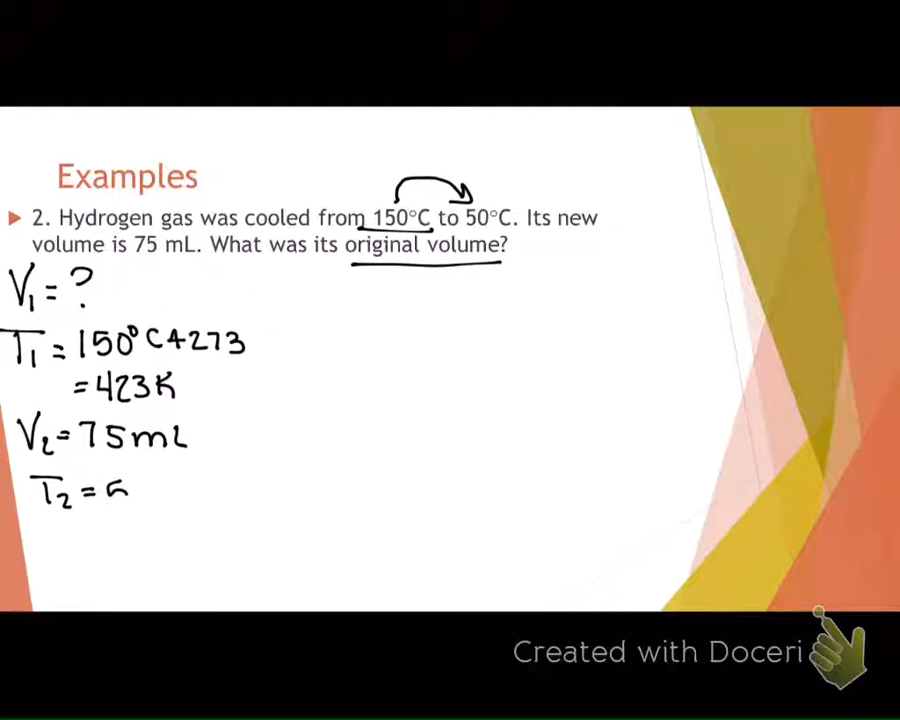 Examples
2. Hydrogen gas was cooled from 150°C to 50°C. Its new
volume is 75 mL. What was its original volume?
V₁ = ?
T₁ = 150°C+273
= 423K
V₂ = 75mL
T₂ = 5
Created with Doceri